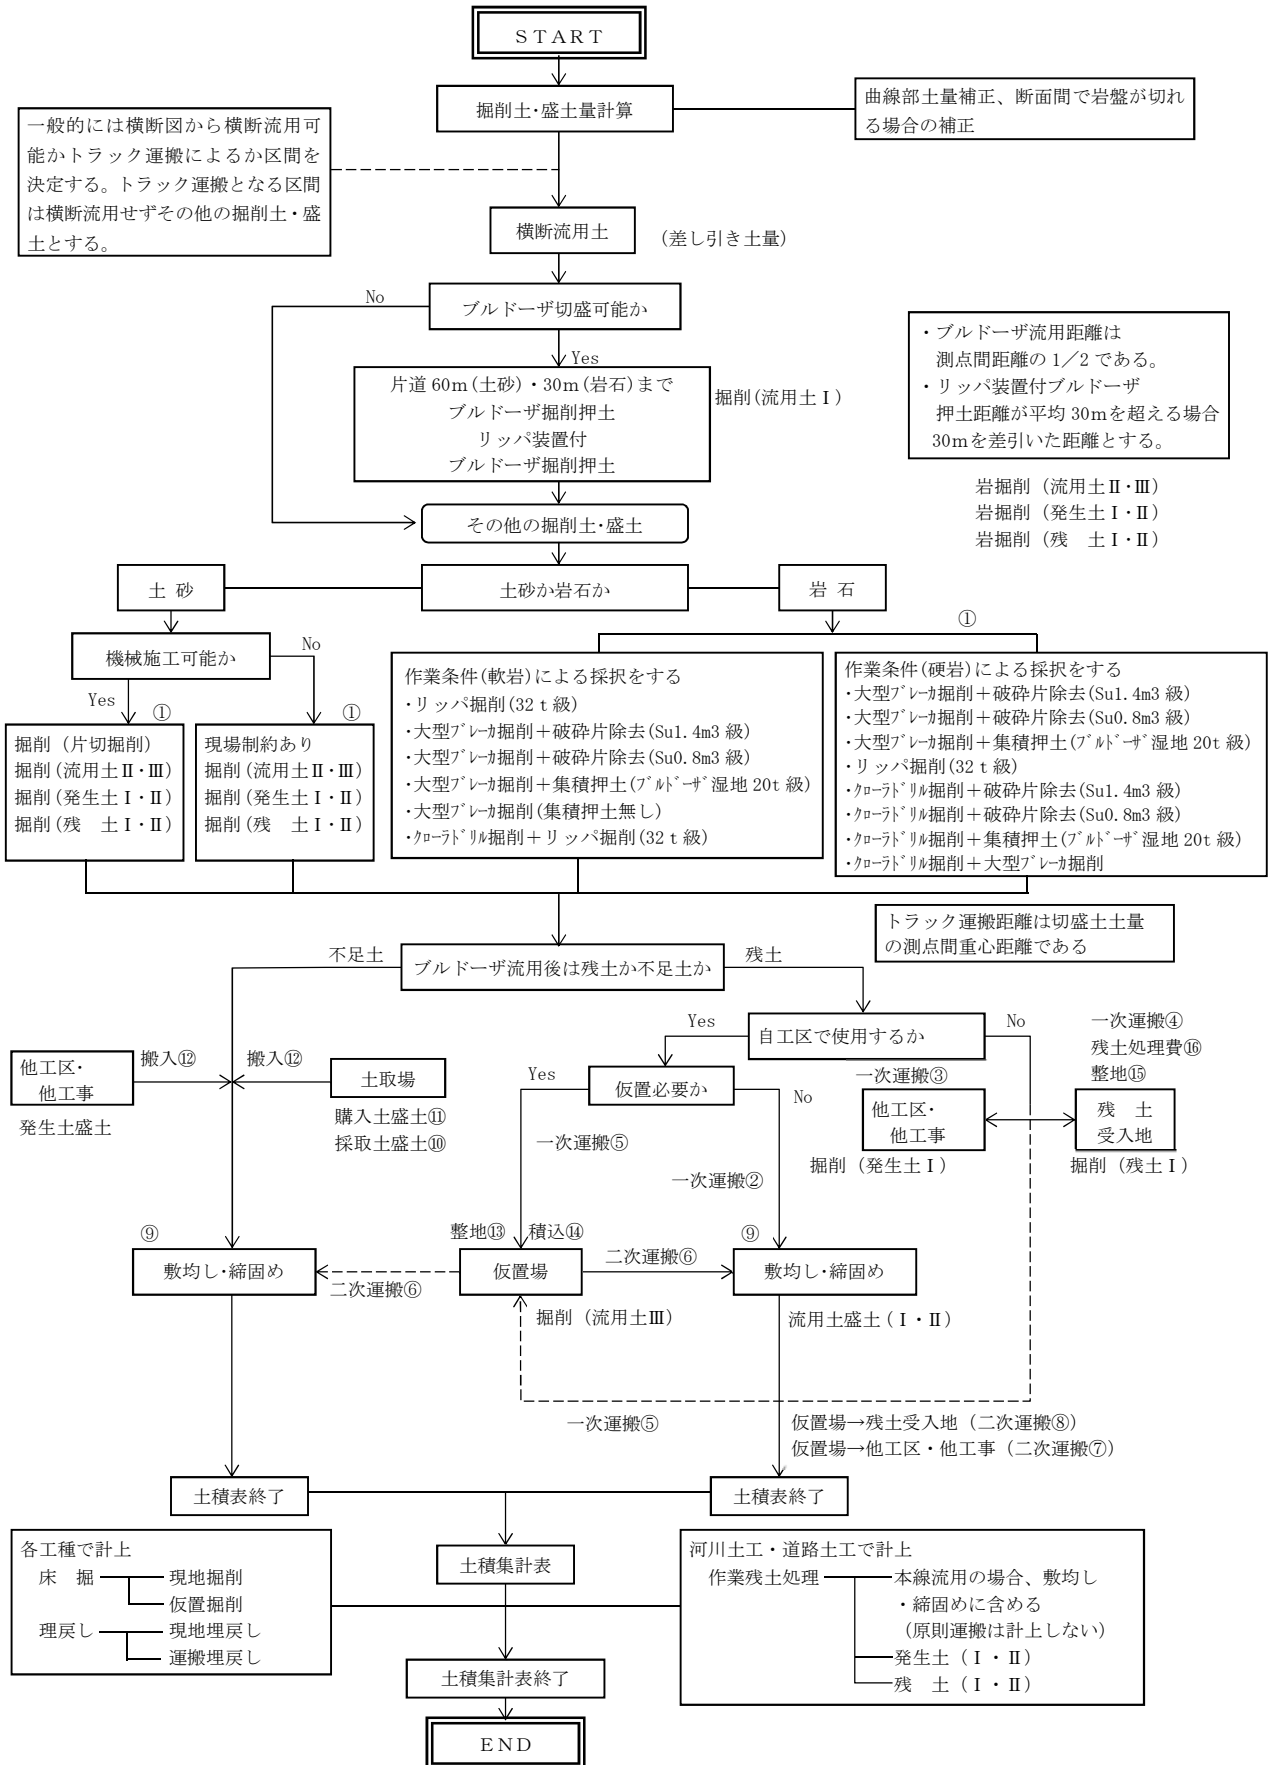 START
掘削土・盛土量計算
曲線部土量補正、断面間で岩盤が切れ
る場合の補正
一般的には横断図から横断流用可
能かトラック運搬によるか区間を
決定する。トラック運搬となる区間
は横断流用せずその他の掘削土・盛
土とする。
横断流用土
(差し引き土量)
No
ブルドーザ切盛可能か
Yes
片道 60m(土砂)・30m(岩石)まで
ブルドーザ掘削押土
リッパ装置付
ブルドーザ掘削押土
掘削(流用土Ⅰ)
・ブルドーザ流用距離は
測点間距離の 1／2 である。
・リッパ装置付ブルドーザ
押土距離が平均 30mを超える場合
30mを差引いた距離とする。
岩掘削（流用土Ⅱ・Ⅲ）
岩掘削（発生土Ⅰ・Ⅱ）
岩掘削（残　土Ⅰ・Ⅱ）
その他の掘削土・盛土
土 砂
土砂か岩石か
岩 石
機械施工可能か
No
Yes
①
①
①
掘削（片切掘削）
掘削(流用土Ⅱ・Ⅲ)
掘削(発生土Ⅰ・Ⅱ)
掘削(残　土Ⅰ・Ⅱ)
現場制約あり
掘削(流用土Ⅱ・Ⅲ)
掘削(発生土Ⅰ・Ⅱ)
掘削(残　土Ⅰ・Ⅱ)
作業条件(軟岩)による採択をする
・リッパ掘削(32ｔ級)
・大型ﾌﾞﾚｰｶ掘削＋破砕片除去(Su1.4m3 級)
・大型ﾌﾞﾚｰｶ掘削＋破砕片除去(Su0.8m3 級)
・大型ﾌﾞﾚｰｶ掘削＋集積押土(ﾌﾞﾙﾄﾞｰｻﾞ湿地 20t 級)
・大型ﾌﾞﾚｰｶ掘削(集積押土無し)
・ｸﾛｰﾗﾄﾞﾘﾙ掘削＋リッパ掘削(32ｔ級)
作業条件(硬岩)による採択をする
・大型ﾌﾞﾚｰｶ掘削＋破砕片除去(Su1.4m3 級)
・大型ﾌﾞﾚｰｶ掘削＋破砕片除去(Su0.8m3 級)
・大型ﾌﾞﾚｰｶ掘削＋集積押土(ﾌﾞﾙﾄﾞｰｻﾞ湿地 20t 級)
・リッパ掘削(32ｔ級)
・ｸﾛｰﾗﾄﾞﾘﾙ掘削＋破砕片除去(Su1.4m3 級)
・ｸﾛｰﾗﾄﾞﾘﾙ掘削＋破砕片除去(Su0.8m3 級)
・ｸﾛｰﾗﾄﾞﾘﾙ掘削＋集積押土(ﾌﾞﾙﾄﾞｰｻﾞ湿地 20t 級)
・ｸﾛｰﾗﾄﾞﾘﾙ掘削＋大型ﾌﾞﾚｰｶ掘削
トラック運搬距離は切盛土土量
の測点間重心距離である
不足土
ブルドーザ流用後は残土か不足土か
残土
Yes
自工区で使用するか
No
一次運搬④
残土処理費⑯
整地⑮
他工区・
他工事
発生土盛土
搬入⑫
搬入⑫
土取場
購入土盛土⑪
採取土盛土⑩
Yes
仮置必要か
No
一次運搬③
他工区・
他工事
掘削（発生土Ⅰ）
残　土
受入地
掘削（残土Ⅰ）
一次運搬⑤
一次運搬②
⑨
敷均し・締固め
整地⑬
積込⑭
仮置場
二次運搬⑥
二次運搬⑥
⑨
敷均し・締固め
掘削（流用土Ⅲ）
流用土盛土(Ⅰ・Ⅱ)
一次運搬⑤
仮置場→残土受入地（二次運搬⑧）
仮置場→他工区・他工事（二次運搬⑦）
土積表終了
土積表終了
各工種で計上
床　掘
現地掘削
仮置掘削
埋戻し
現地埋戻し
運搬埋戻し
土積集計表
河川土工・道路土工で計上
作業残土処理
本線流用の場合、敷均し
・締固めに含める
（原則運搬は計上しない）
発生土（Ⅰ・Ⅱ）
残　土（Ⅰ・Ⅱ）
土積集計表終了
END